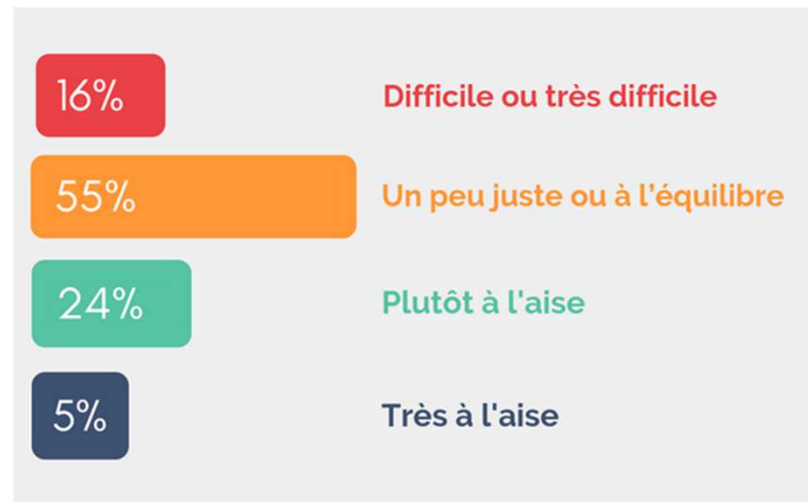 16% Difficile ou très difficile
55% Un peu juste ou à l'équilibre
24% Plutôt à l'aise
5% Très à l'aise